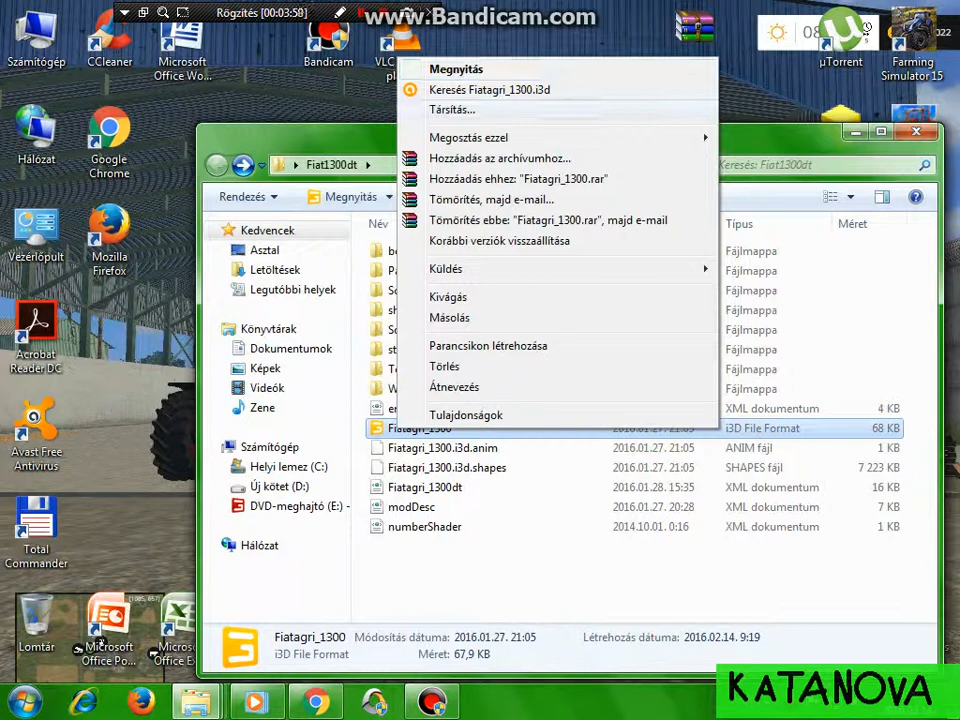 Rögzítés [00:03:58]
www.Bandicam.com
Számítógép
CCleaner
Microsoft Office Wo...
Bandicam
VLC
µTorrent
Farming Simulator 15
Hálózat
Google Chrome
Vezérlőpult
Mozilla Firefox
Acrobat Reader DC
Avast Free Antivirus
Total Commander
Lomtár
Microsoft Office Po...
Office
[1085, 657]
Megnyitás
Keresés Fiatagri_1300.i3d
Társítás...
Megosztás ezzel
Hozzáadás az archívumhoz...
Hozzáadás ehhez: "Fiatagri_1300.rar"
Tömörítés, majd e-mail...
Tömörítés ebbe: "Fiatagri_1300.rar", majd e-mail
Korábbi verziók visszaállítása
Küldés
Kivágás
Másolás
Parancsikon létrehozása
Törlés
Átnevezés
Tulajdonságok
Fiat1300dt
Keresés: Fiat1300dt
Rendezés
Megnyitás
Kedvencek
Asztal
Letöltések
Legutóbbi helyek
Könyvtárak
Dokumentumok
Képek
Videók
Zene
Számítógép
Helyi lemez (C:)
Új kötet (D:)
DVD-meghajtó (E:) -
Hálózat
Név Típus Méret
Fájlmappa
Fájlmappa
Fájlmappa
Fájlmappa
Fájlmappa
Fájlmappa
Fájlmappa
Fájlmappa
XML dokumentum 4 KB
Fiatagri_1300 2016.01.27. 21:05 i3D File Format 68 KB
Fiatagri_1300.i3d.anim 2016.01.27. 21:05 ANIM fájl 1 KB
Fiatagri_1300.i3d.shapes 2016.01.27. 21:05 SHAPES fájl 7 223 KB
Fiatagri_1300dt 2016.01.28. 15:35 XML dokumentum 16 KB
modDesc 2016.01.27. 20:28 XML dokumentum 7 KB
numberShader 2014.10.01. 0:16 XML dokumentum 1 KB
Fiatagri_1300 Módosítás dátuma: 2016.01.27. 21:05 Létrehozás dátuma: 2016.02.14. 9:19
i3D File Format Méret: 67,9 KB
KATANOVA